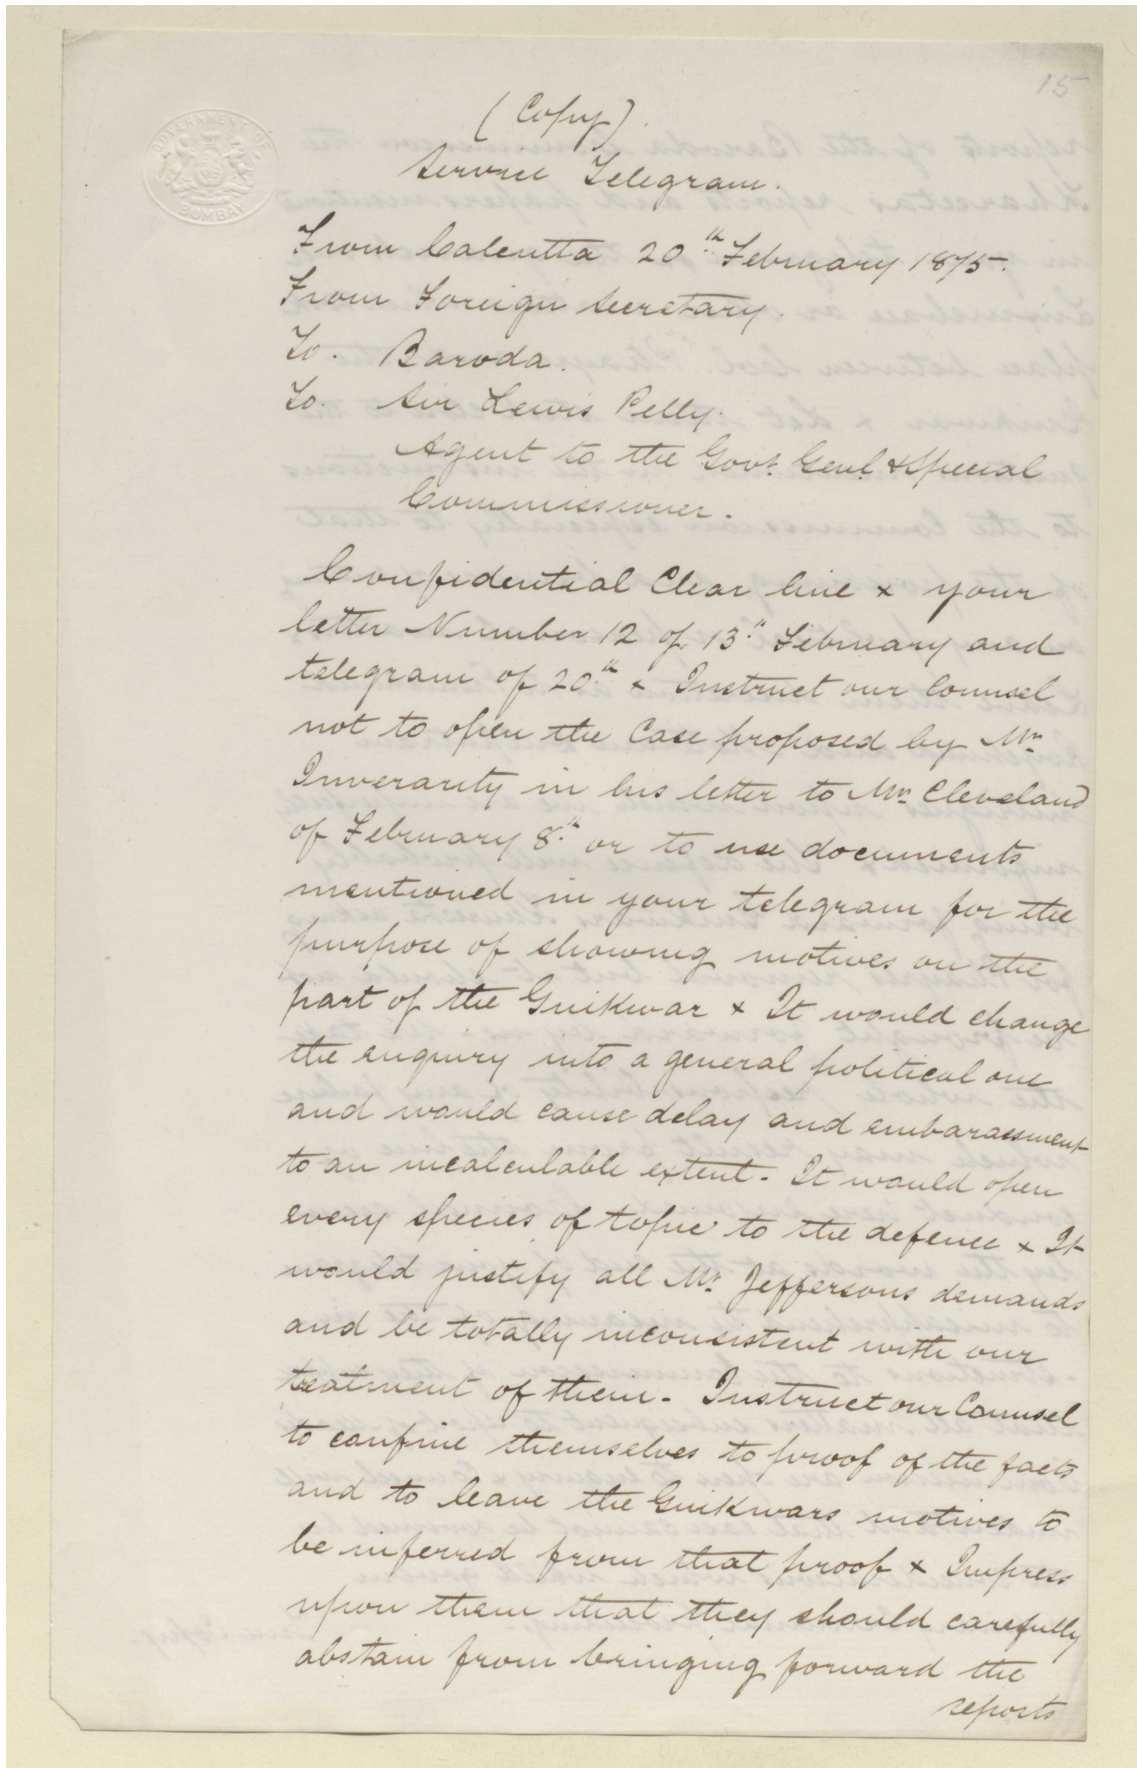 15
(Copy).
GOVERNMENT OF
BOMBAY
Service Telegram.
From Calcutta 20th February 1875.
From Foreign Secretary.
To. Baroda.
To. Sir Lewis Pelly.
Agent to the Govr. Genl. & Special
Commissioner.
Confidential Clear line x your
letter Number 12 of 13th February and
telegram of 20th x Instruct our Counsel
not to open the Case proposed by Mr
Inverarity in his letter to Mr Cleveland
of February 8th or to use documents
mentioned in your telegram for the
purpose of showing motives on the
part of the Guikwar x It would change
the enquiry into a general political one
and would cause delay and embarassment
to an incalculable extent. It would open
every species of topic to the defence x It
would justify all Mr Jeffersons demands
and be totally inconsistent with our
treatment of them. Instruct our Counsel
to confine themselves to proof of the facts
and to leave the Guikwars motives to
be inferred from that proof x Impress
upon them that they should carefully
abstain from bringing forward the
reports